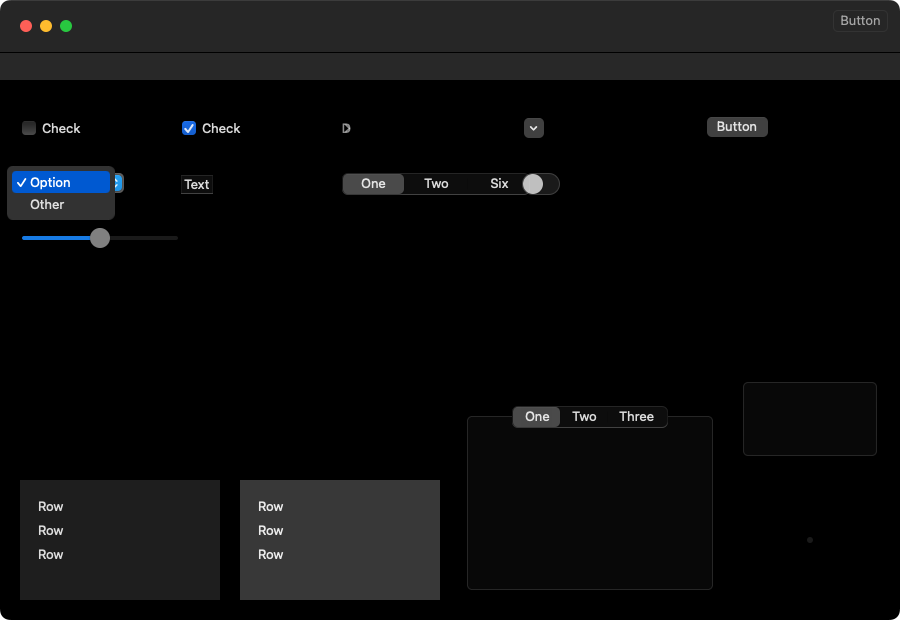 Button
Check
Check
D
Button
Option
Other
Text
One
Two
Six
One
Two
Three
Row
Row
Row
Row
Row
Row